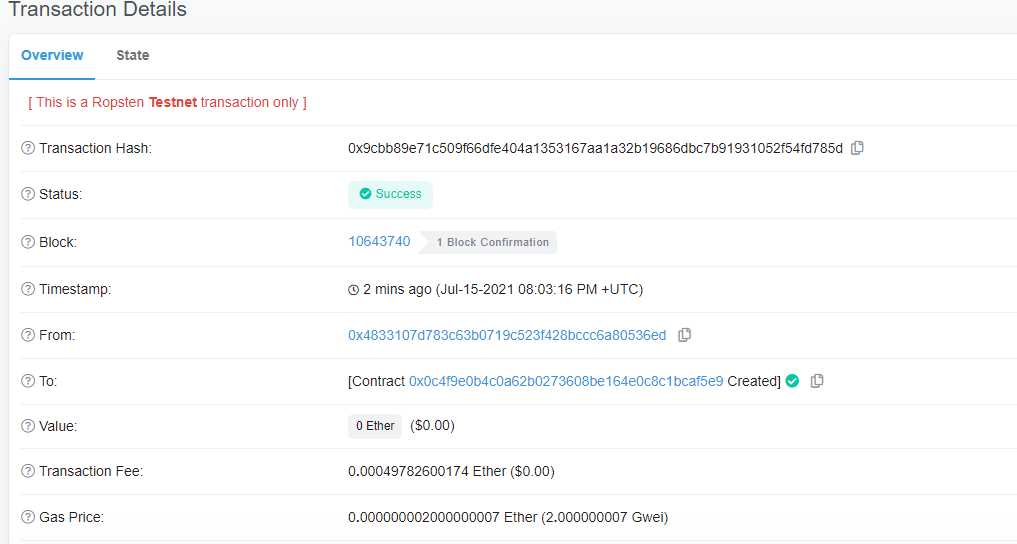 Transaction Details
Overview State
[ This is a Ropsten Testnet transaction only ]
Transaction Hash: 0x9cbb89e71c509f66dfe404a1353167aa1a32b19686dbc7b91931052f54fd785d
Status: Success
Block: 10643740 1 Block Confirmation
Timestamp: 2 mins ago (Jul-15-2021 08:03:16 PM +UTC)
From: 0x4833107d783c63b0719c523f428bccc6a80536ed
To: [Contract 0x0c4f9e0b4c0a62b0273608be164e0c8c1bcaf5e9 Created]
Value: 0 Ether ($0.00)
Transaction Fee: 0.00049782600174 Ether ($0.00)
Gas Price: 0.000000002000000007 Ether (2.000000007 Gwei)